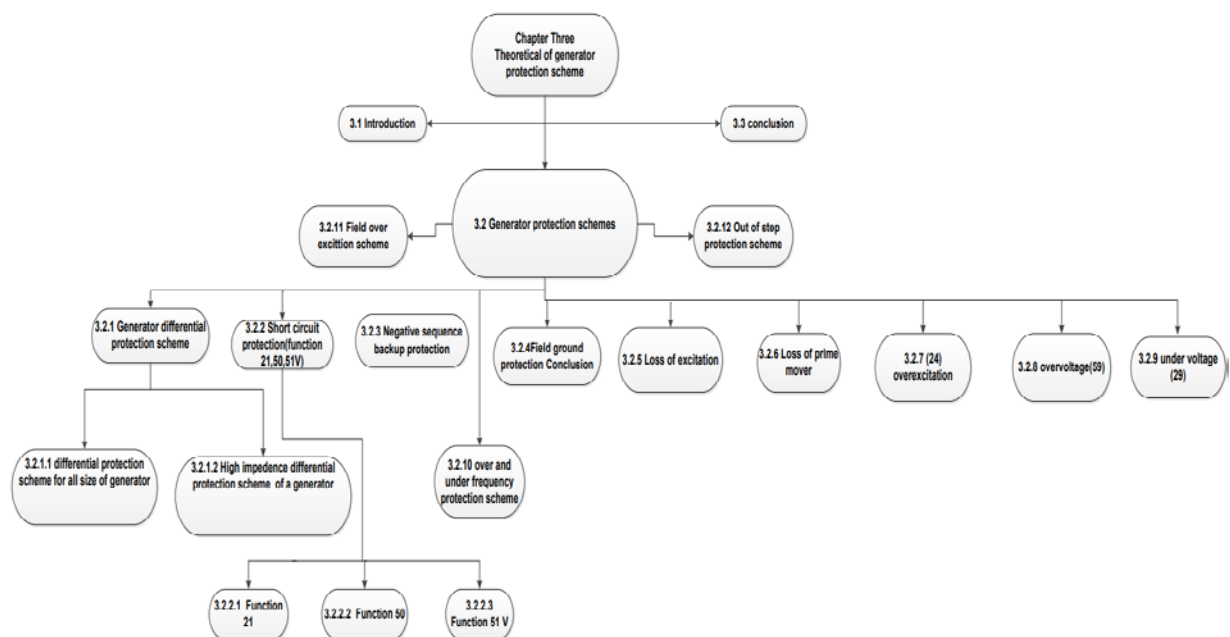 Chapter Three
Theoretical of generator
protection scheme
3.1 Introduction
3.3 conclusion
3.2 Generator protection schemes
3.2.11 Field over
excittion scheme
3.2.12 Out of step
protection scheme
3.2.1 Generator differential
protection scheme
3.2.2 Short circuit
protection(function
21,50,51V)
3.2.3 Negative sequence
backup protection
3.2.4Field ground
protection Conclusion
3.2.5 Loss of excitation
3.2.6 Loss of prime
mover
3.2.7 (24)
overexcitation
3.2.8 overvoltage(59)
3.2.9 under voltage
(29)
3.2.1.1 differential protection
scheme for all size of generator
3.2.1.2 High impedence differential
protection scheme of a generator
3.2.10 over and
under frequency
protection scheme
3.2.2.1 Function
21
3.2.2.2 Function 50
3.2.2.3
Function 51 V